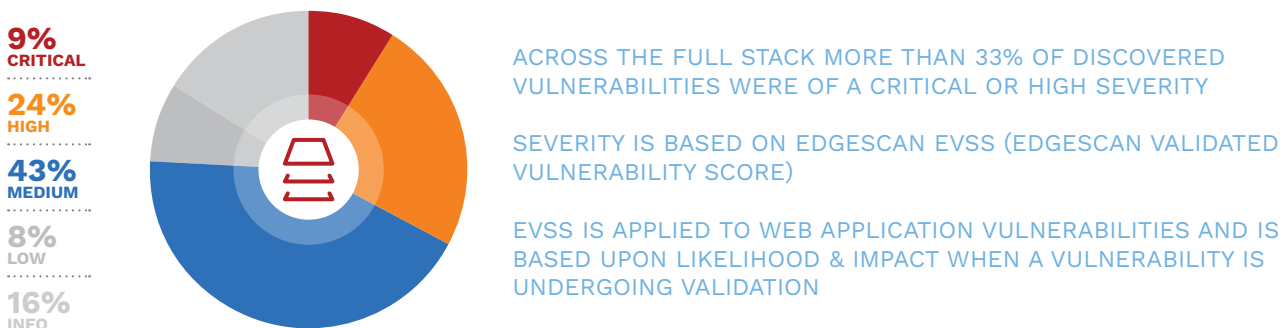 9%
CRITICAL
24%
HIGH
43%
MEDIUM
8%
LOW
16%
INFO
ACROSS THE FULL STACK MORE THAN 33% OF DISCOVERED
VULNERABILITIES WERE OF A CRITICAL OR HIGH SEVERITY
SEVERITY IS BASED ON EDGESCAN EVSS (EDGESCAN VALIDATED
VULNERABILITY SCORE)
EVSS IS APPLIED TO WEB APPLICATION VULNERABILITIES AND IS
BASED UPON LIKELIHOOD & IMPACT WHEN A VULNERABILITY IS
UNDERGOING VALIDATION